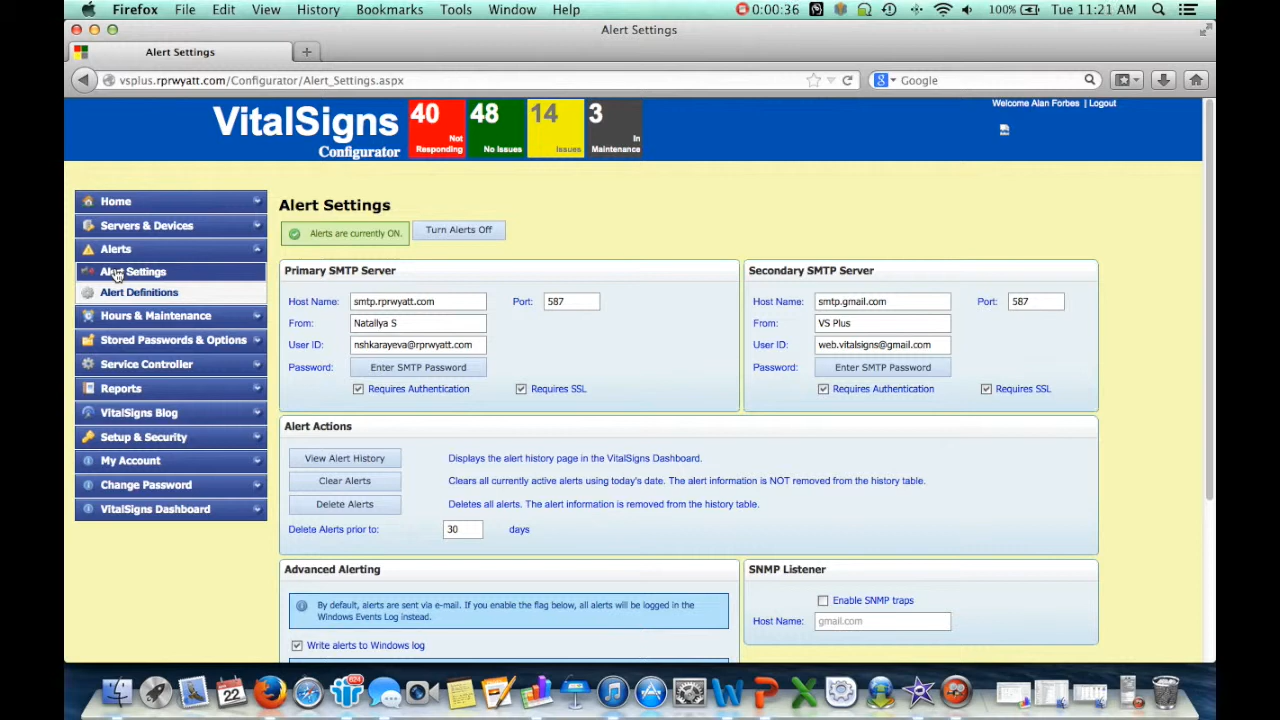 Firefox File Edit View History Bookmarks Tools Window Help 0:00:36 100% Tue 11:21 AM
Alert Settings
Alert Settings
vsplus.rprwyatt.com/Configurator/Alert_Settings.aspx Google
Welcome Alan Forbes | Logout
VitalSigns
Configurator
40 Not Responding
48 No Issues
14 Issues
3 In Maintenance
Home
Servers & Devices
Alerts
Alert Settings
Alert Definitions
Hours & Maintenance
Stored Passwords & Options
Service Controller
Reports
VitalSigns Blog
Setup & Security
My Account
Change Password
VitalSigns Dashboard
Alert Settings
Alerts are currently ON. Turn Alerts Off
Primary SMTP Server
Host Name: smtp.rprwyatt.com Port: 587
From: Natallya S
User ID: nshkarayeva@rprwyatt.com
Password: Enter SMTP Password
Requires Authentication Requires SSL
Secondary SMTP Server
Host Name: smtp.gmail.com Port: 587
From: VS Plus
User ID: web.vitalsigns@gmail.com
Password: Enter SMTP Password
Requires Authentication Requires SSL
Alert Actions
View Alert History Displays the alert history page in the VitalSigns Dashboard.
Clear Alerts Clears all currently active alerts using today's date. The alert information is NOT removed from the history table.
Delete Alerts Deletes all alerts. The alert information is removed from the history table.
Delete Alerts prior to: 30 days
Advanced Alerting
By default, alerts are sent via e-mail. If you enable the flag below, all alerts will be logged in the
Windows Events Log instead.
Write alerts to Windows log
SNMP Listener
Enable SNMP traps
Host Name: gmail.com
22
624